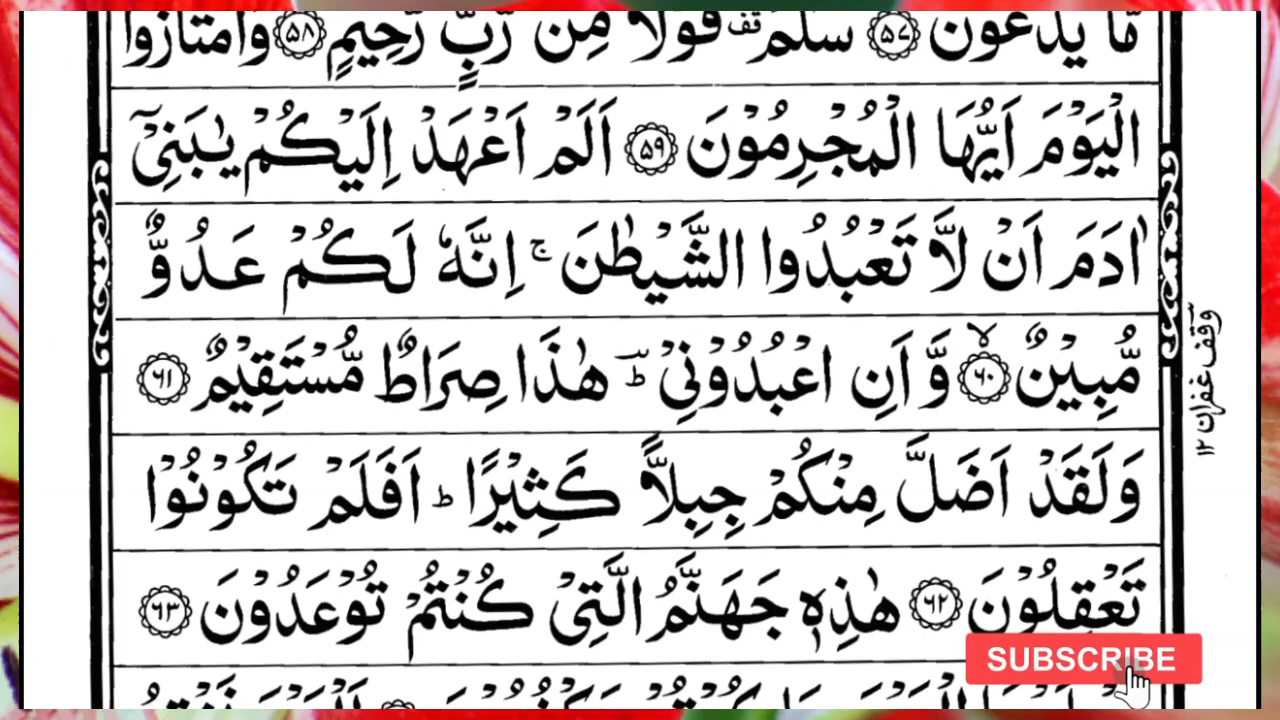 مَّا يَدَّعُوْنَ ۝٥٧ سَلٰمٌ قف قَوْلًا مِّنْ رَّبٍّ رَّحِيْمٍ ۝٥٨ وَامْتَازُوا
الْيَوْمَ اَيُّهَا الْمُجْرِمُوْنَ ۝٥٩ اَلَمْ اَعْهَدْ اِلَيْكُمْ يٰبَنِيْٓ
اٰدَمَ اَنْ لَّا تَعْبُدُوا الشَّيْطٰنَ ۚ اِنَّهٗ لَكُمْ عَدُوٌّ
مُّبِيْنٌ ۝٦٠ۙ وَّ اَنِ اعْبُدُوْنِيْ ؕ هٰذَا صِرَاطٌ مُّسْتَقِيْمٌ ۝٦١
وَلَقَدْ اَضَلَّ مِنْكُمْ جِبِلًّا كَثِيْرًا ؕ اَفَلَمْ تَكُوْنُوْا
تَعْقِلُوْنَ ۝٦٢ هٰذِهٖ جَهَنَّمُ الَّتِيْ كُنْتُمْ تُوْعَدُوْنَ ۝٦٣
وقف غفران ١٢
SUBSCRIBE